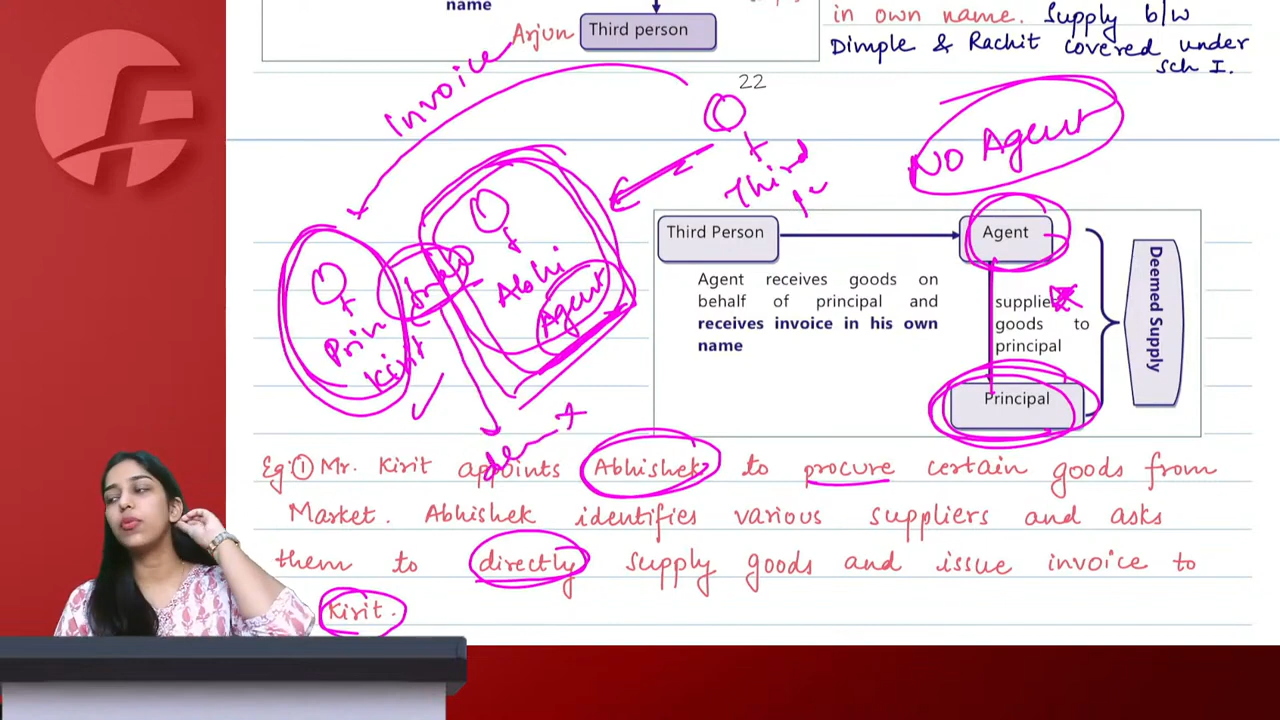 name
Third person
Arjun
in own name. Supply b/w
Dimple & Rachit covered under
sch I.
22
Invoice
NO Agent
Third
Abhi
Agent
Prin
Kirit
Third Person
Agent
Agent receives goods on
behalf of principal and
receives invoice in his own
name
supplies
goods to
principal
Principal
Deemed Supply
Eg:① Mr. Kirit appoints Abhishek to procure certain goods from
Market. Abhishek identifies various suppliers and asks
them to directly supply goods and issue invoice to
Kirit.